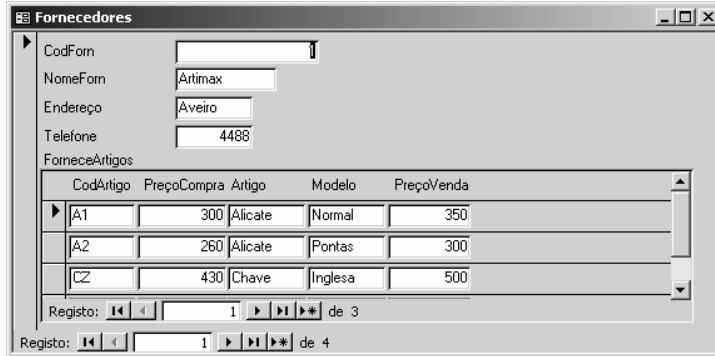 Fornecedores
CodForn 1
NomeForn Artimax
Endereço Aveiro
Telefone 4488
ForneceArtigos
CodArtigo PreçoCompra Artigo Modelo PreçoVenda
A1 300 Alicate Normal 350
A2 260 Alicate Pontas 300
CZ 430 Chave Inglesa 500
Registo: 1 de 3
Registo: 1 de 4